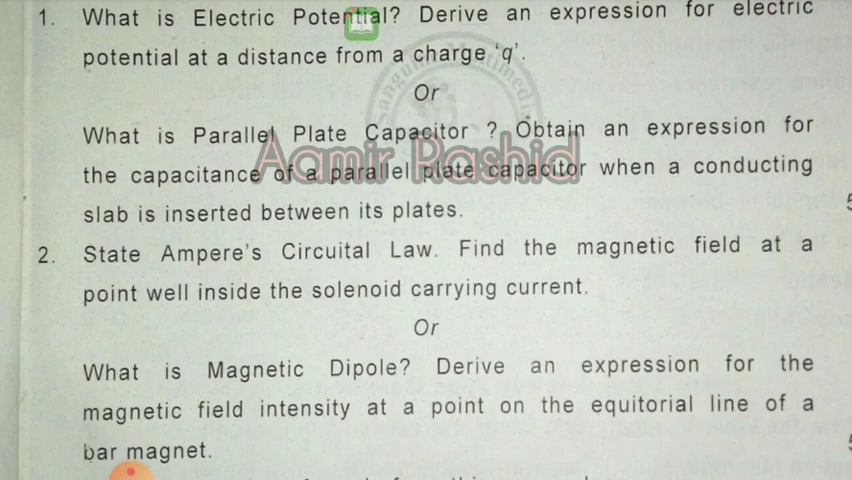 1. What is Electric Potential? Derive an expression for electric
potential at a distance from a charge ‘q’.
Or
What is Parallel Plate Capacitor ? Obtain an expression for
the capacitance of a parallel plate capacitor when a conducting
slab is inserted between its plates.
Aamir Rashid
2. State Ampere’s Circuital Law. Find the magnetic field at a
point well inside the solenoid carrying current.
Or
What is Magnetic Dipole? Derive an expression for the
magnetic field intensity at a point on the equitorial line of a
bar magnet.